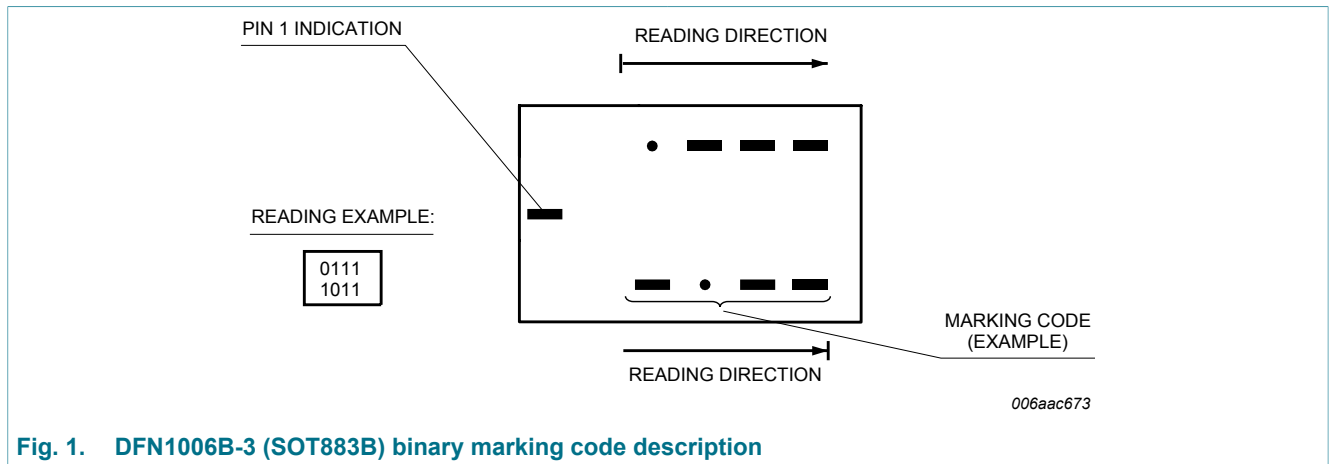 PIN 1 INDICATION
READING DIRECTION
READING EXAMPLE:
0111
1011
MARKING CODE
(EXAMPLE)
READING DIRECTION
006aac673
Fig. 1. DFN1006B-3 (SOT883B) binary marking code description